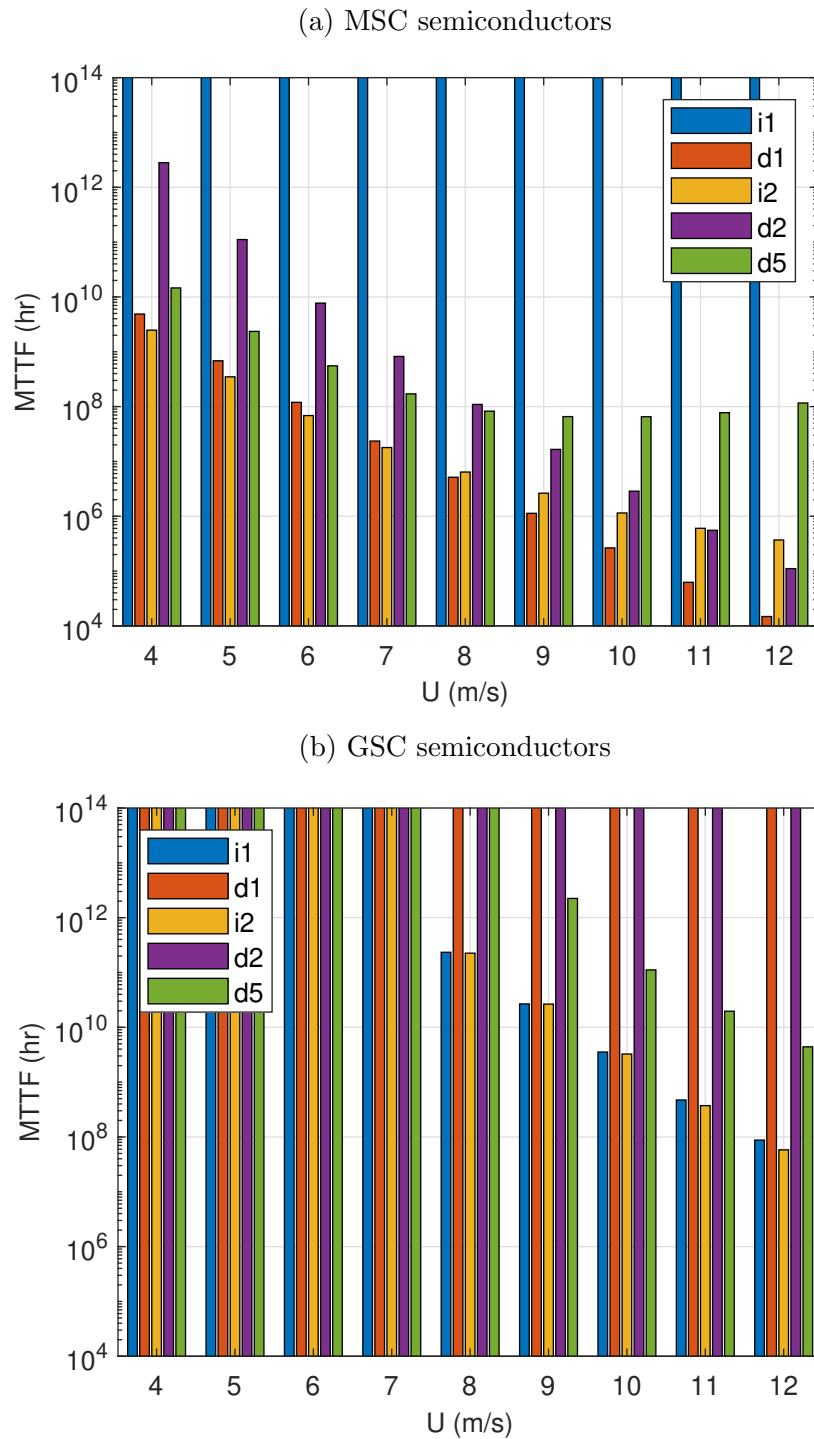 (a) MSC semiconductors
10^14
10^12
10^10
10^8
10^6
10^4
MTTF (hr)
i1
d1
i2
d2
d5
4 5 6 7 8 9 10 11 12
U (m/s)
(b) GSC semiconductors
10^14
10^12
10^10
10^8
10^6
10^4
MTTF (hr)
i1
d1
i2
d2
d5
4 5 6 7 8 9 10 11 12
U (m/s)